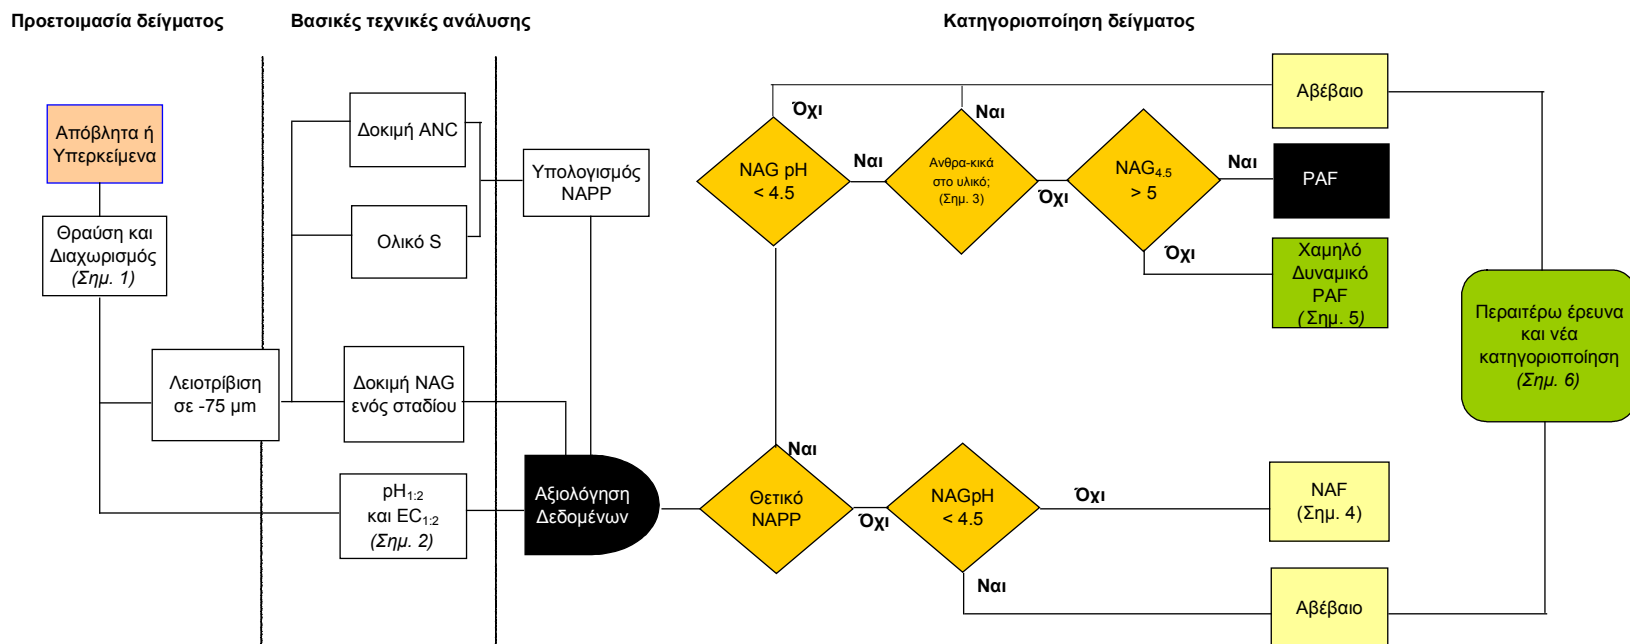 Προετοιμασία δείγματος
Βασικές τεχνικές ανάλυσης
Κατηγοριοποίηση δείγματος
Απόβλητα ή
Υπερκείμενα
Θραύση και
Διαχωρισμός
(Σημ. 1)
Λειοτρίβιση
σε -75 μm
Δοκιμή ANC
Ολικό S
Δοκιμή NAG
ενός σταδίου
pH1:2
και EC1:2
(Σημ. 2)
Υπολογισμός
NAPP
Αξιολόγηση
Δεδομένων
NAG pH
< 4.5
Όχι
Ναι
Ανθρα-κικά
στο υλικό;
(Σημ. 3)
Ναι
Όχι
NAG4.5
> 5
Ναι
Όχι
Αβέβαιο
PAF
Χαμηλό
Δυναμικό
PAF
(Σημ. 5)
Περαιτέρω έρευνα
και νέα
κατηγοριοποίηση
(Σημ. 6)
Θετικό
NAPP
Ναι
Όχι
NAGpH
< 4.5
Όχι
Ναι
NAF
(Σημ. 4)
Αβέβαιο